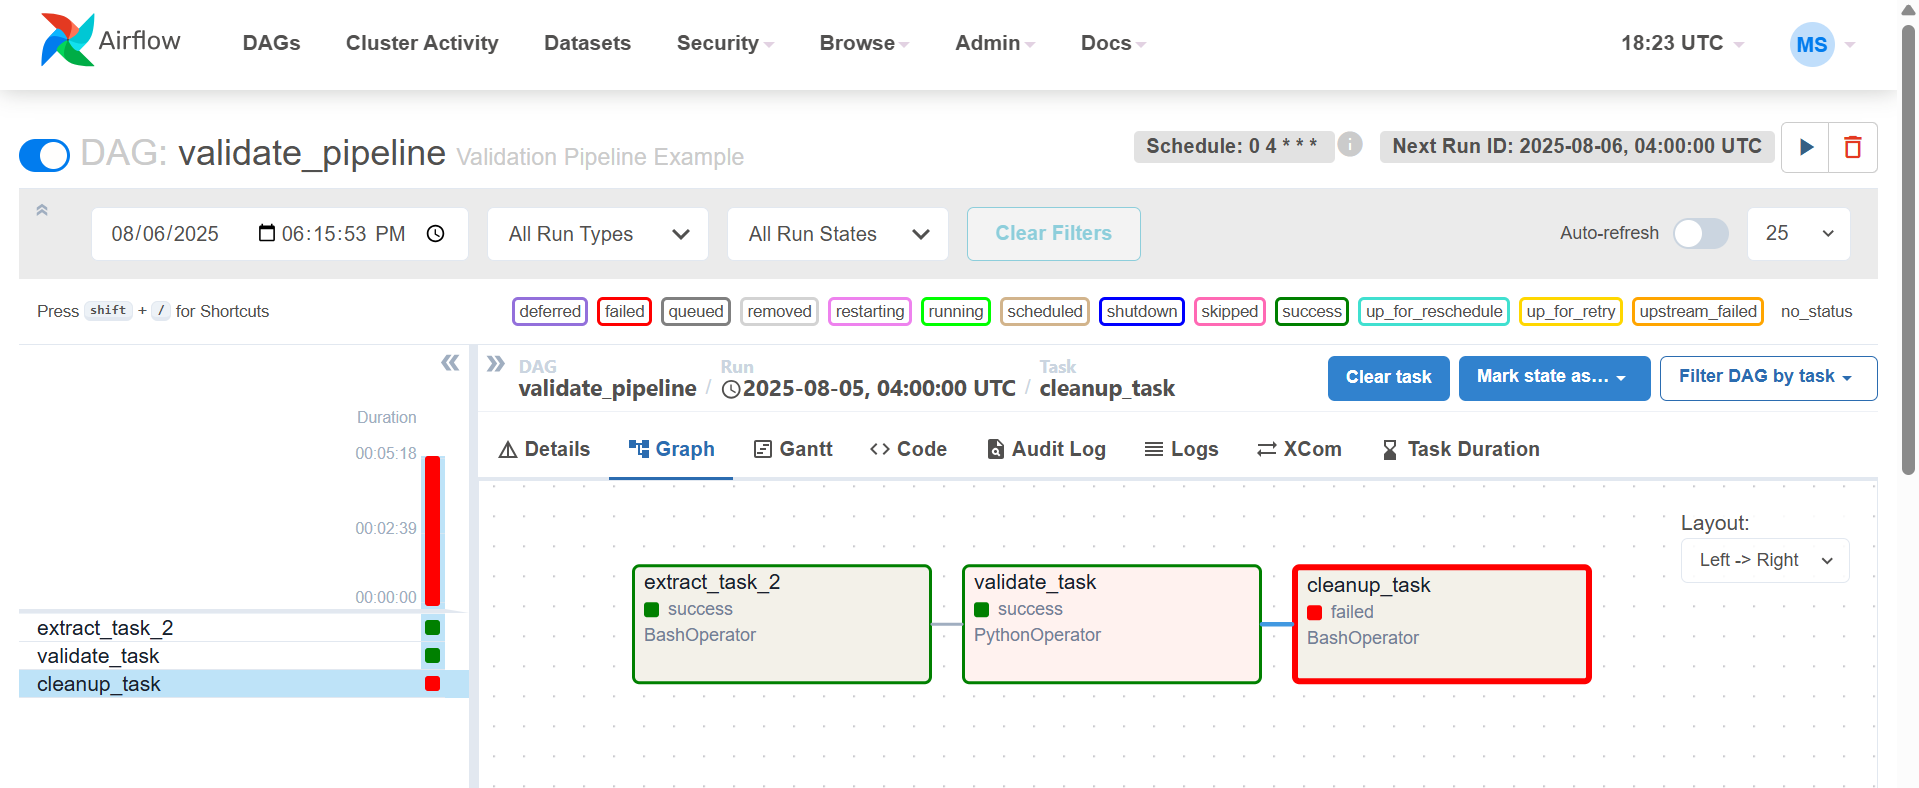 Airflow DAGs Cluster Activity Datasets Security Browse Admin Docs 18:23 UTC MS
DAG: validate_pipeline Validation Pipeline Example Schedule: 0 4 * * * i Next Run ID: 2025-08-06, 04:00:00 UTC
08/06/2025 06:15:53 PM All Run Types All Run States Clear Filters Auto-refresh 25
Press shift + / for Shortcuts deferred failed queued removed restarting running scheduled shutdown skipped success up_for_reschedule up_for_retry upstream_failed no_status
DAG Run Task
validate_pipeline / 2025-08-05, 04:00:00 UTC / cleanup_task Clear task Mark state as... Filter DAG by task
Duration
00:05:18
00:02:39
00:00:00
extract_task_2
validate_task
cleanup_task
Details Graph Gantt Code Audit Log Logs XCom Task Duration
Layout:
Left -> Right
extract_task_2
success
BashOperator
validate_task
success
PythonOperator
cleanup_task
failed
BashOperator